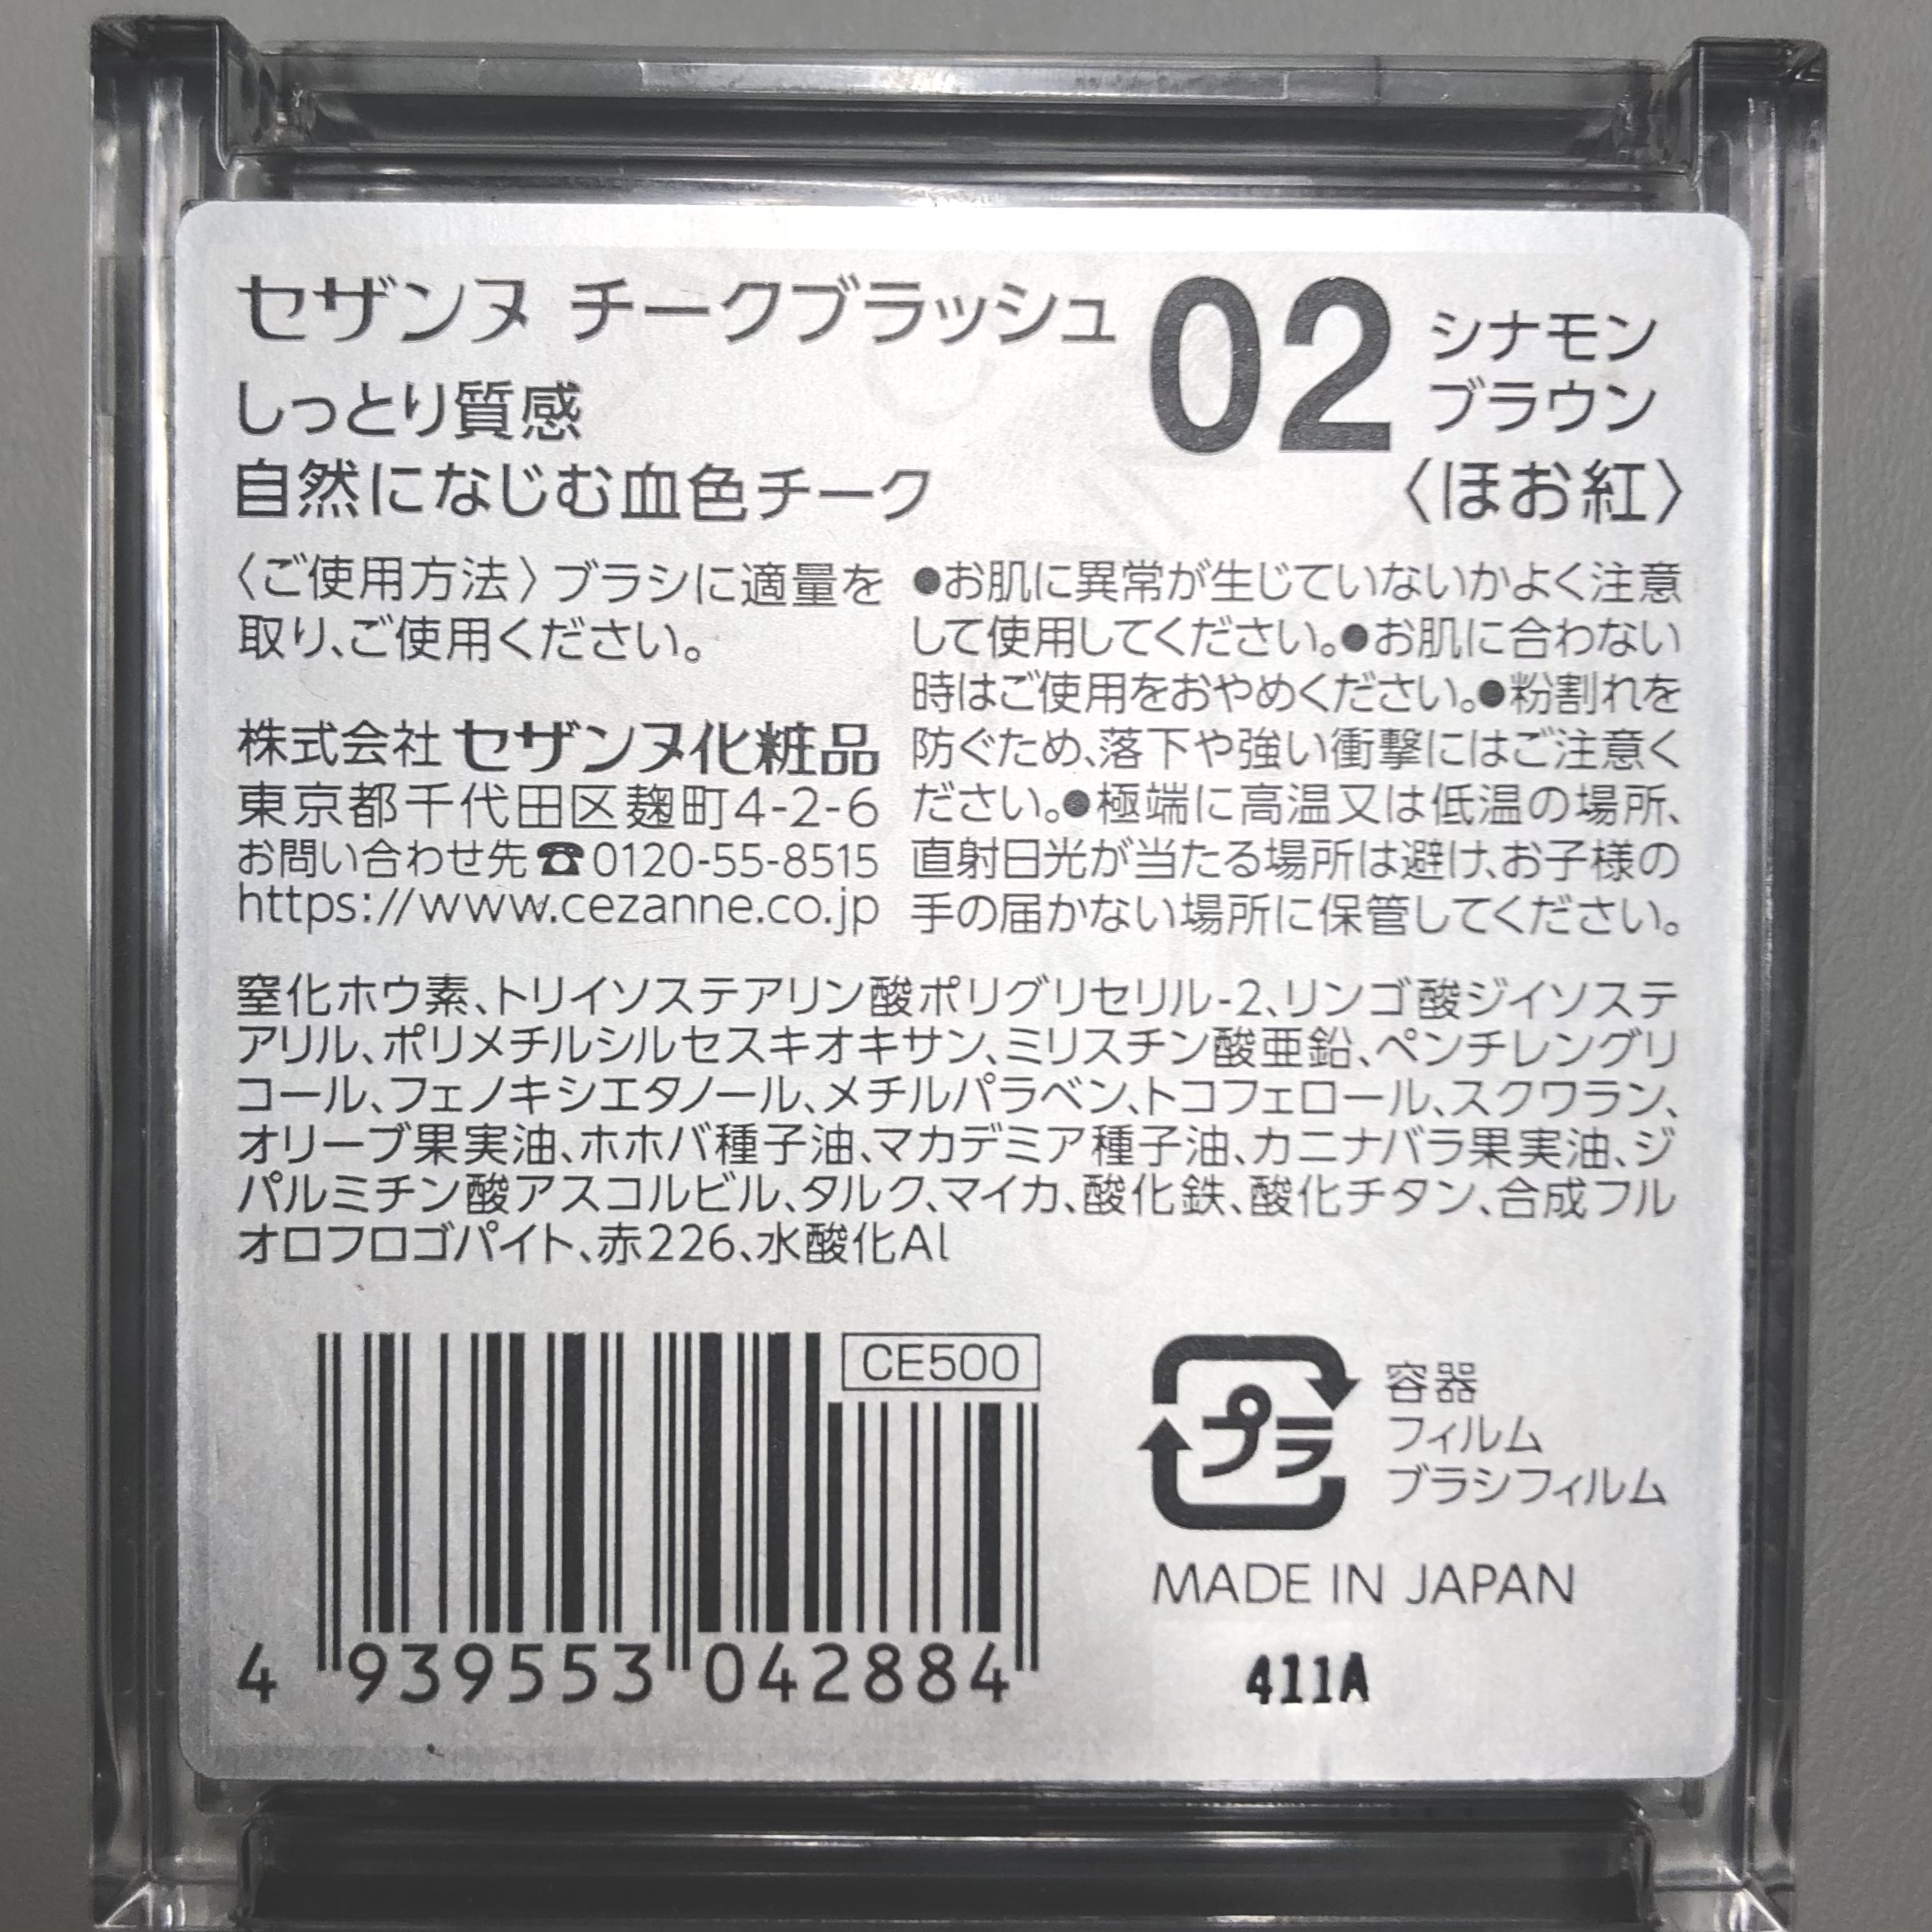 セザンヌ チークブラッシュ
02 シナモン
ブラウン
しっとり質感
自然になじむ血色チーク
〈ほお紅〉
〈ご使用方法〉ブラシに適量を
取り、ご使用ください。
株式会社 セザンヌ化粧品
東京都千代田区麹町4-2-6
お問い合わせ先☎0120-55-8515
https://www.cezanne.co.jp
●お肌に異常が生じていないかよく注意
して使用してください。●お肌に合わない
時はご使用をおやめください。●粉割れを
防ぐため、落下や強い衝撃にはご注意く
ださい。●極端に高温又は低温の場所、
直射日光が当たる場所は避け、お子様の
手の届かない場所に保管してください。
窒化ホウ素、トリイソステアリン酸ポリグリセリル-2、リンゴ酸ジイソステ
アリル、ポリメチルシルセスキオキサン、ミリスチン酸亜鉛、ペンチレングリ
コール、フェノキシエタノール、メチルパラベン、トコフェロール、スクワラン、
オリーブ果実油、ホホバ種子油、マカデミア種子油、カニナバラ果実油、ジ
パルミチン酸アスコルビル、タルク、マイカ、酸化鉄、酸化チタン、合成フル
オロフロゴパイト、赤226、水酸化Al
CE500
4 939553 042884
プラ
容器
フィルム
ブラシフィルム
MADE IN JAPAN
411A